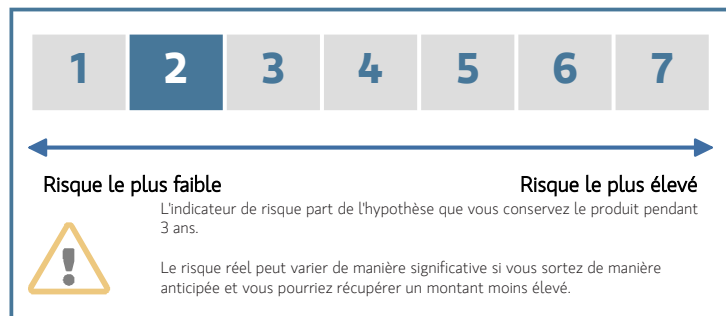 1 2 3 4 5 6 7
Risque le plus faible Risque le plus élevé
L'indicateur de risque part de l'hypothèse que vous conservez le produit pendant
3 ans.
Le risque réel peut varier de manière significative si vous sortez de manière
anticipée et vous pourriez récupérer un montant moins élevé.